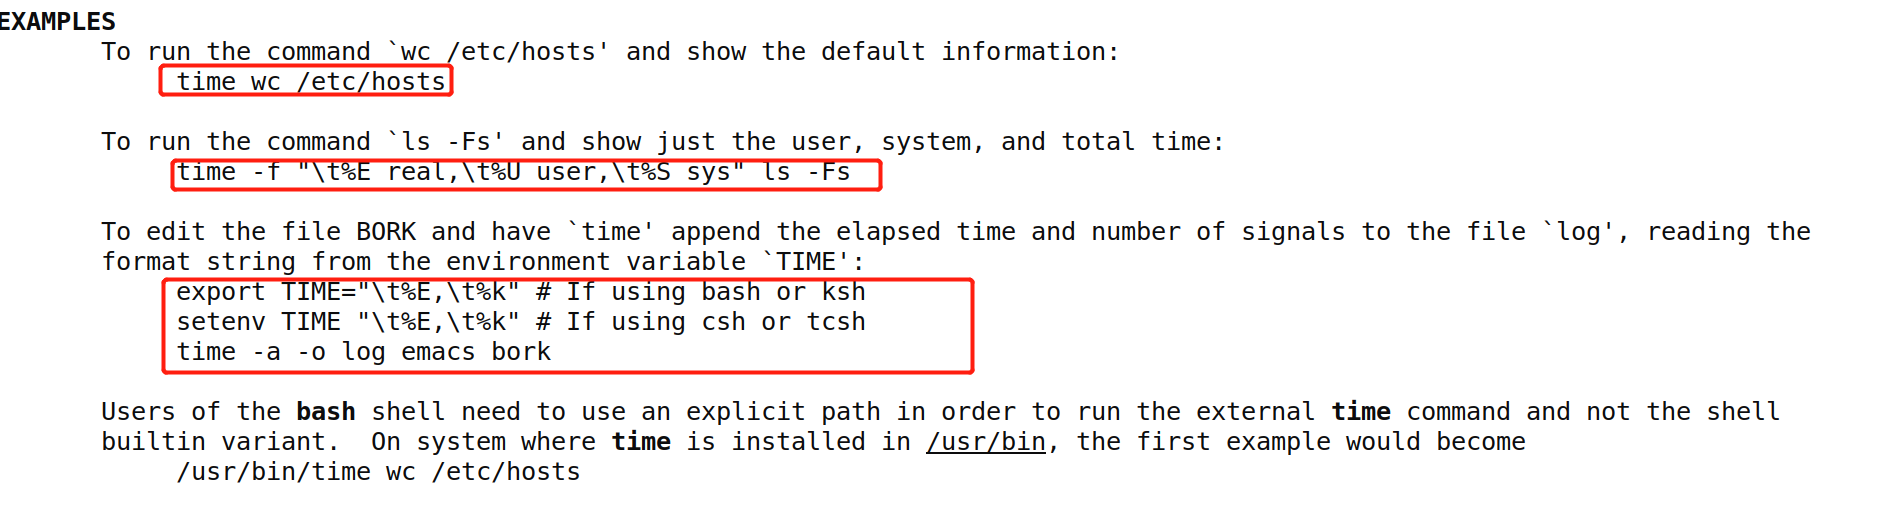 EXAMPLES
To run the command `wc /etc/hosts' and show the default information:
time wc /etc/hosts
To run the command `ls -Fs' and show just the user, system, and total time:
time -f "\t%E real,\t%U user,\t%S sys" ls -Fs
To edit the file BORK and have `time' append the elapsed time and number of signals to the file `log', reading the
format string from the environment variable `TIME':
export TIME="\t%E,\t%k" # If using bash or ksh
setenv TIME "\t%E,\t%k" # If using csh or tcsh
time -a -o log emacs bork
Users of the bash shell need to use an explicit path in order to run the external time command and not the shell
builtin variant.  On system where time is installed in /usr/bin, the first example would become
/usr/bin/time wc /etc/hosts